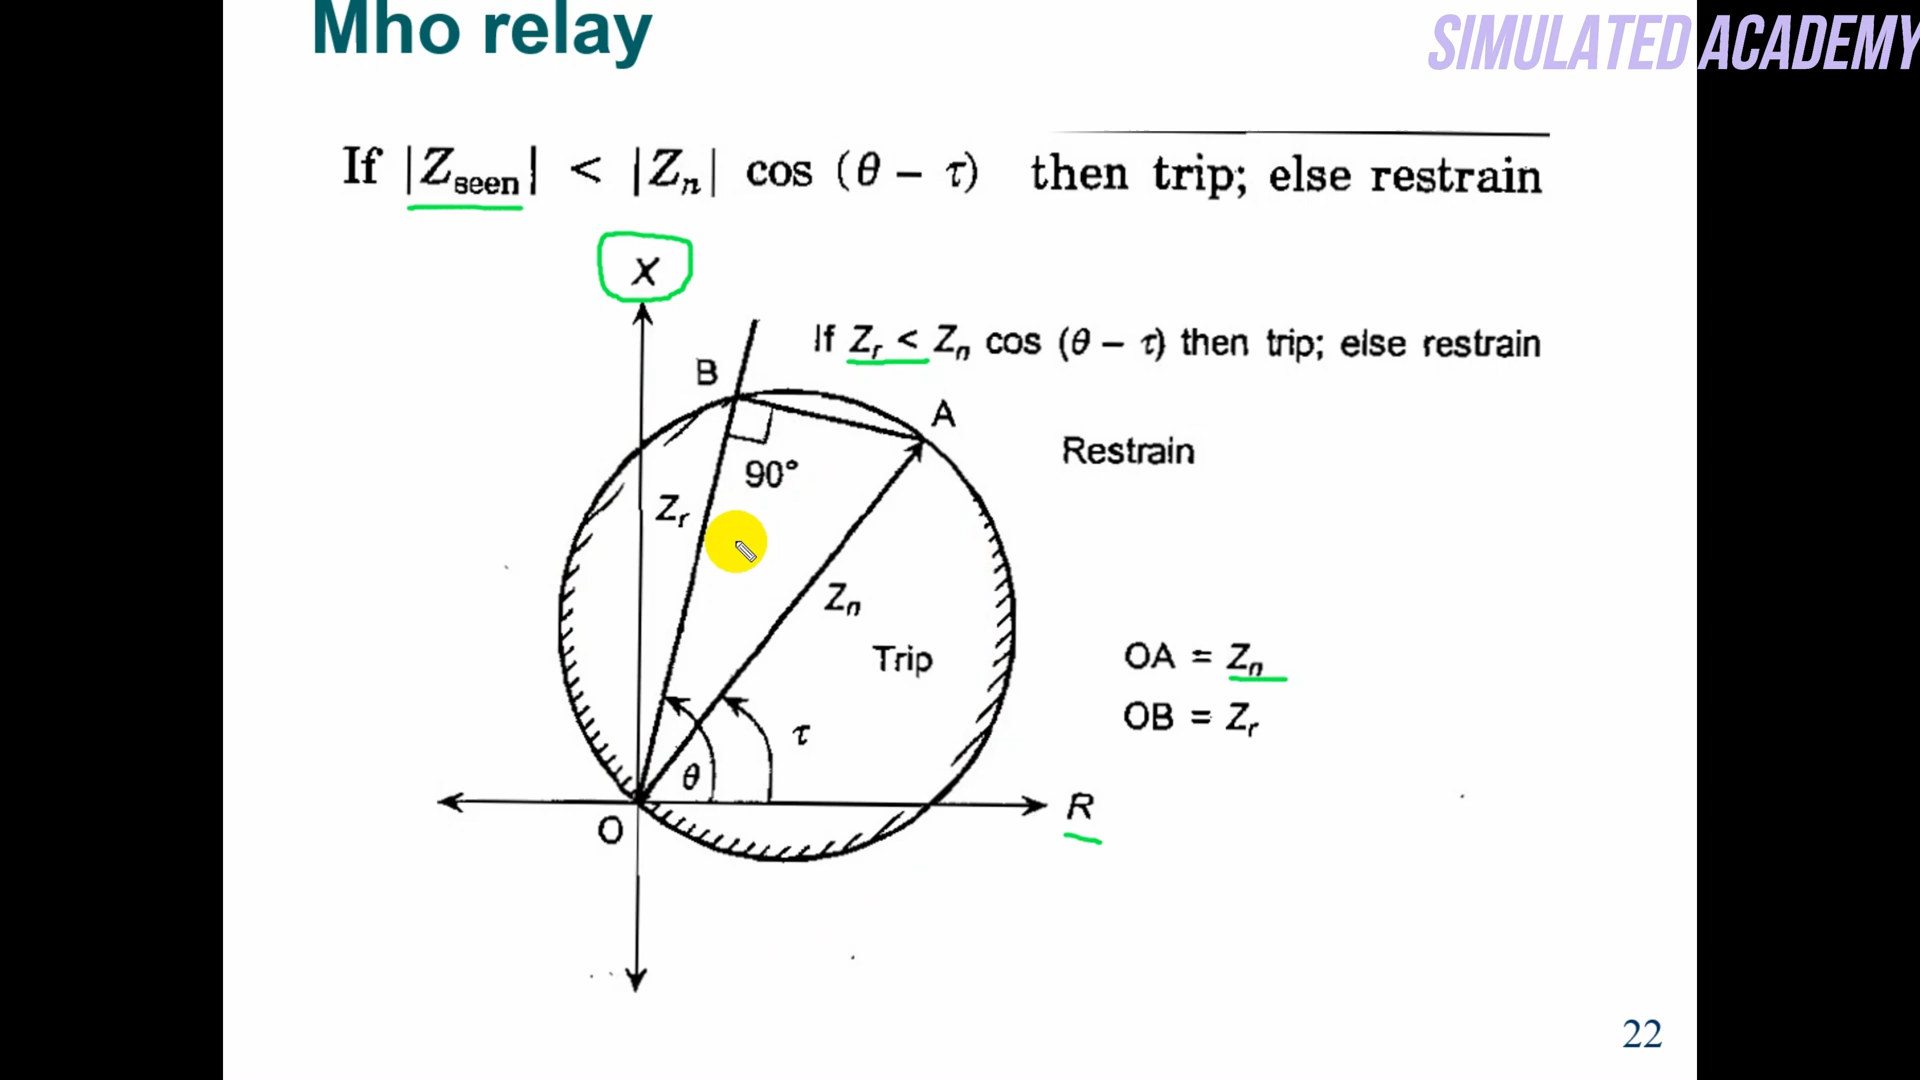 Mho relay
SIMULATED ACADEMY
If |Zseen| < |Zn| cos (θ – τ) then trip; else restrain
X
If Zr < Zn cos (θ – τ) then trip; else restrain
B
A
Restrain
90°
Zr
Zn
Trip
OA = Zn
OB = Zr
τ
θ
R
O
22